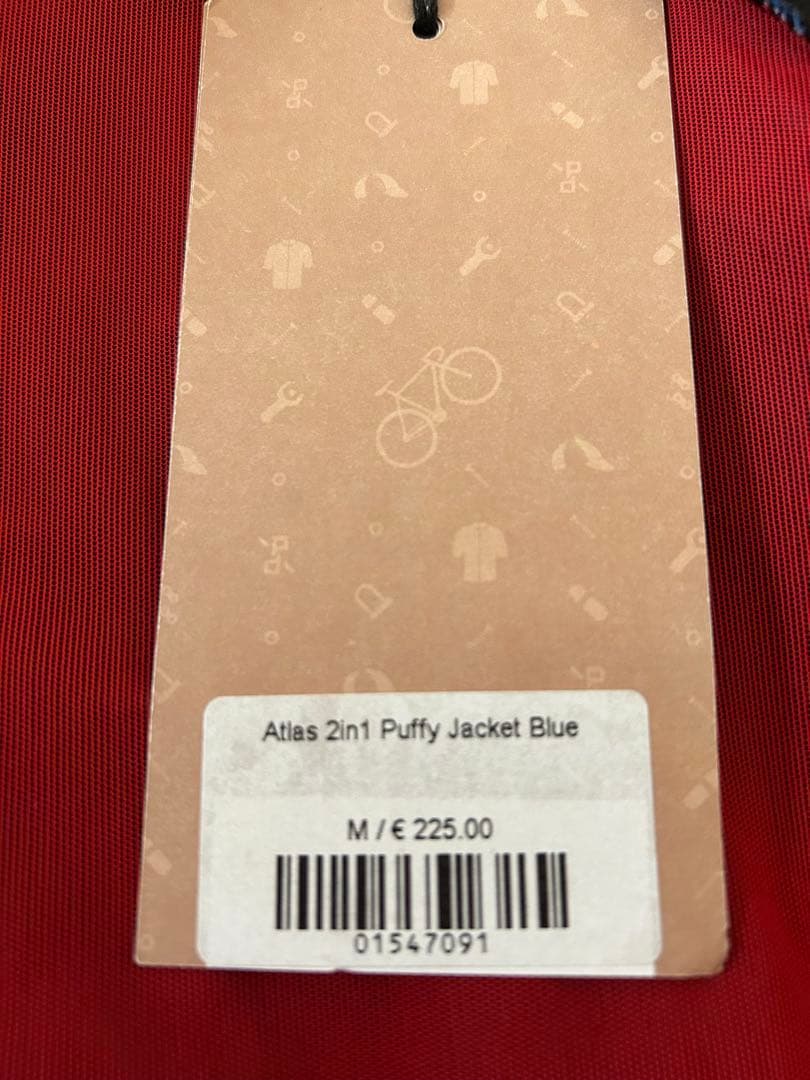 Atlas 2in1 Puffy Jacket Blue
M / € 225.00
01547091